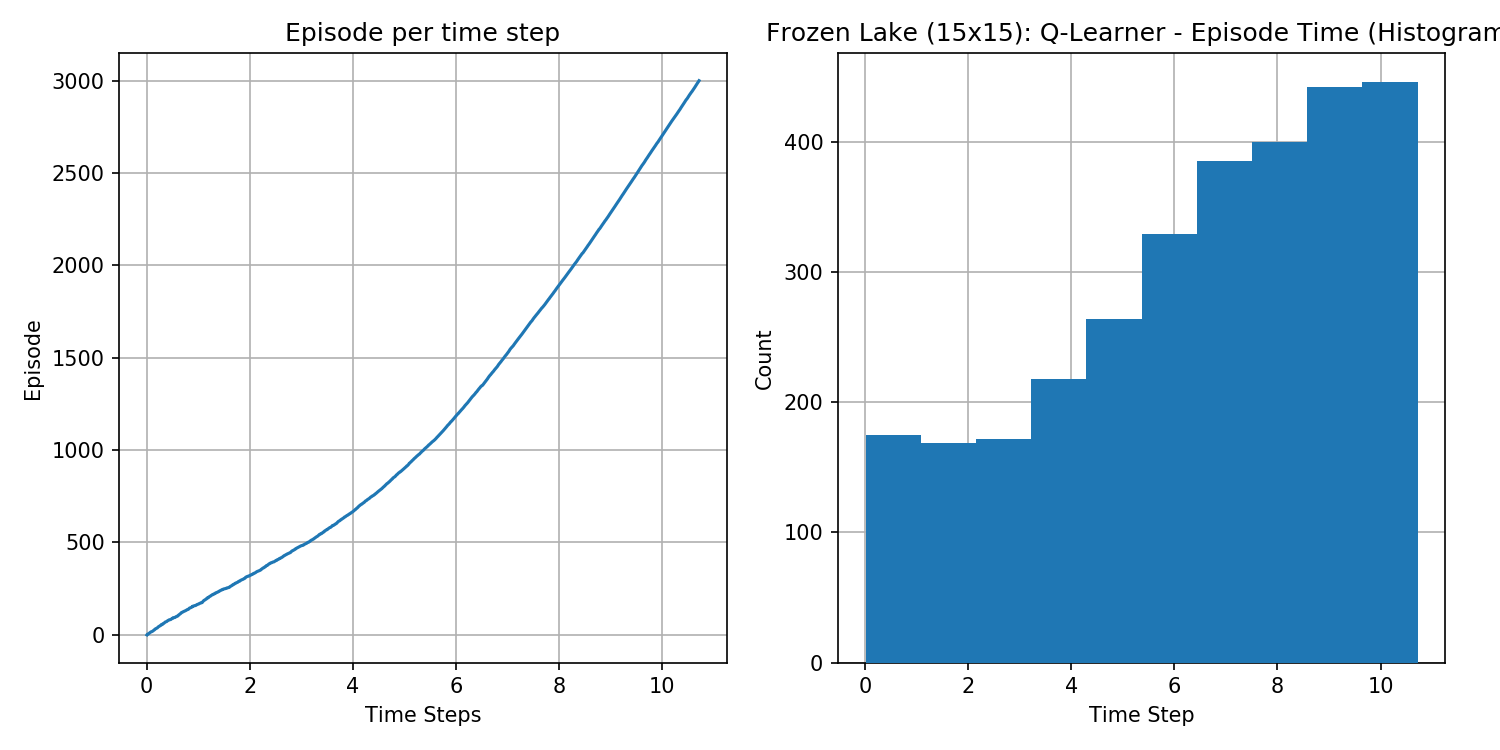 Episode per time step
3000
2500
2000
1500
1000
500
0
Episode
0 2 4 6 8 10
Time Steps
Frozen Lake (15x15): Q-Learner - Episode Time (Histogram
400
300
200
100
0
Count
0 2 4 6 8 10
Time Step